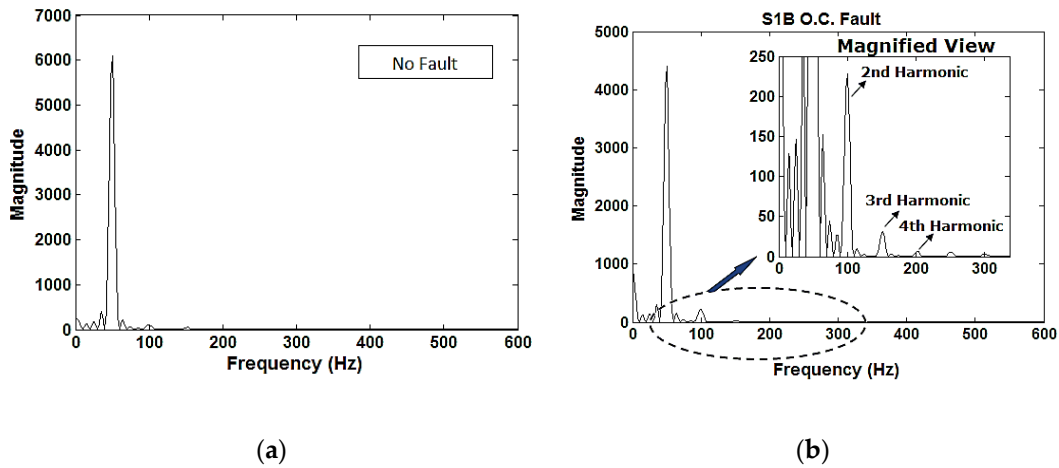 7000
6000
5000
4000
3000
2000
1000
0
Magnitude
No Fault
0 100 200 300 400 500 600
Frequency (Hz)
(a)
S1B O.C. Fault
5000
4000
3000
2000
1000
0
Magnitude
Magnified View
250
200
150
100
50
0
2nd Harmonic
3rd Harmonic
4th Harmonic
0 100 200 300
0 100 200 300 400 500 600
Frequency (Hz)
(b)